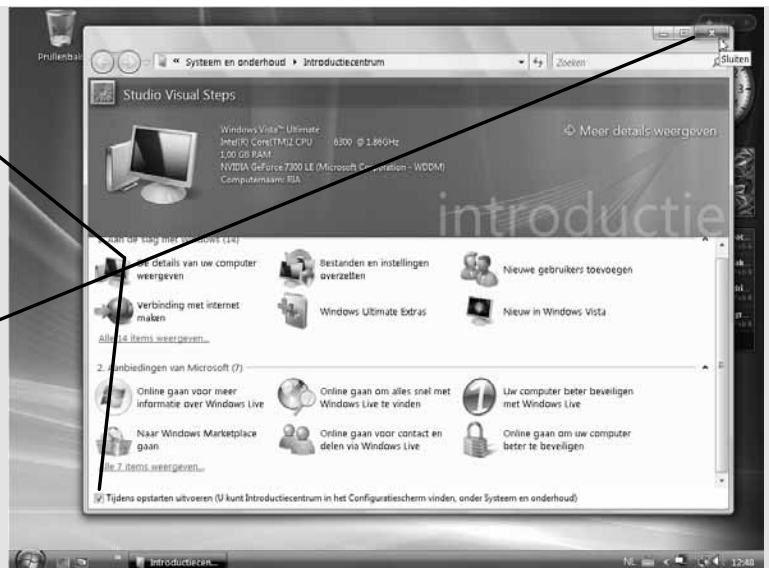 Prullenbak
« Systeem en onderhoud ▸ Introductiecentrum
Zoeken
Sluiten
Studio Visual Steps
Windows Vista™ Ultimate
Intel(R) Core(TM)2 CPU 6300 @ 1.86GHz
1,00 GB RAM
NVIDIA GeForce 7300 LE (Microsoft Corporation - WDDM)
Computernaam: RIA
Meer details weergeven
introductie
1. Aan de slag met Windows (14)
De details van uw computer weergeven
Bestanden en instellingen overzetten
Nieuwe gebruikers toevoegen
Verbinding met internet maken
Windows Ultimate Extras
Nieuw in Windows Vista
Alle 14 items weergeven...
2. Aanbiedingen van Microsoft (7)
Online gaan voor meer informatie over Windows Live
Online gaan om alles snel met Windows Live te vinden
Uw computer beter beveiligen met Windows Live
Naar Windows Marketplace gaan
Online gaan voor contact en delen via Windows Live
Online gaan om uw computer beter te beveiligen
Alle 7 items weergeven...
Tijdens opstarten uitvoeren (U kunt Introductiecentrum in het Configuratiescherm vinden, onder Systeem en onderhoud)
Introductiecen...
NL
12:48